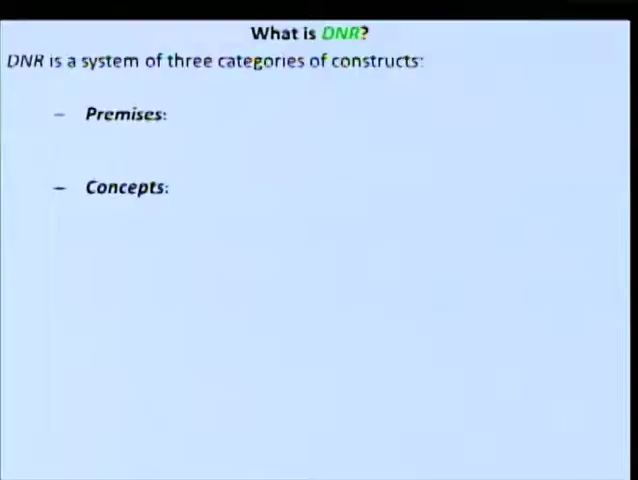 What is DNR?
DNR is a system of three categories of constructs:
– Premises:
– Concepts: